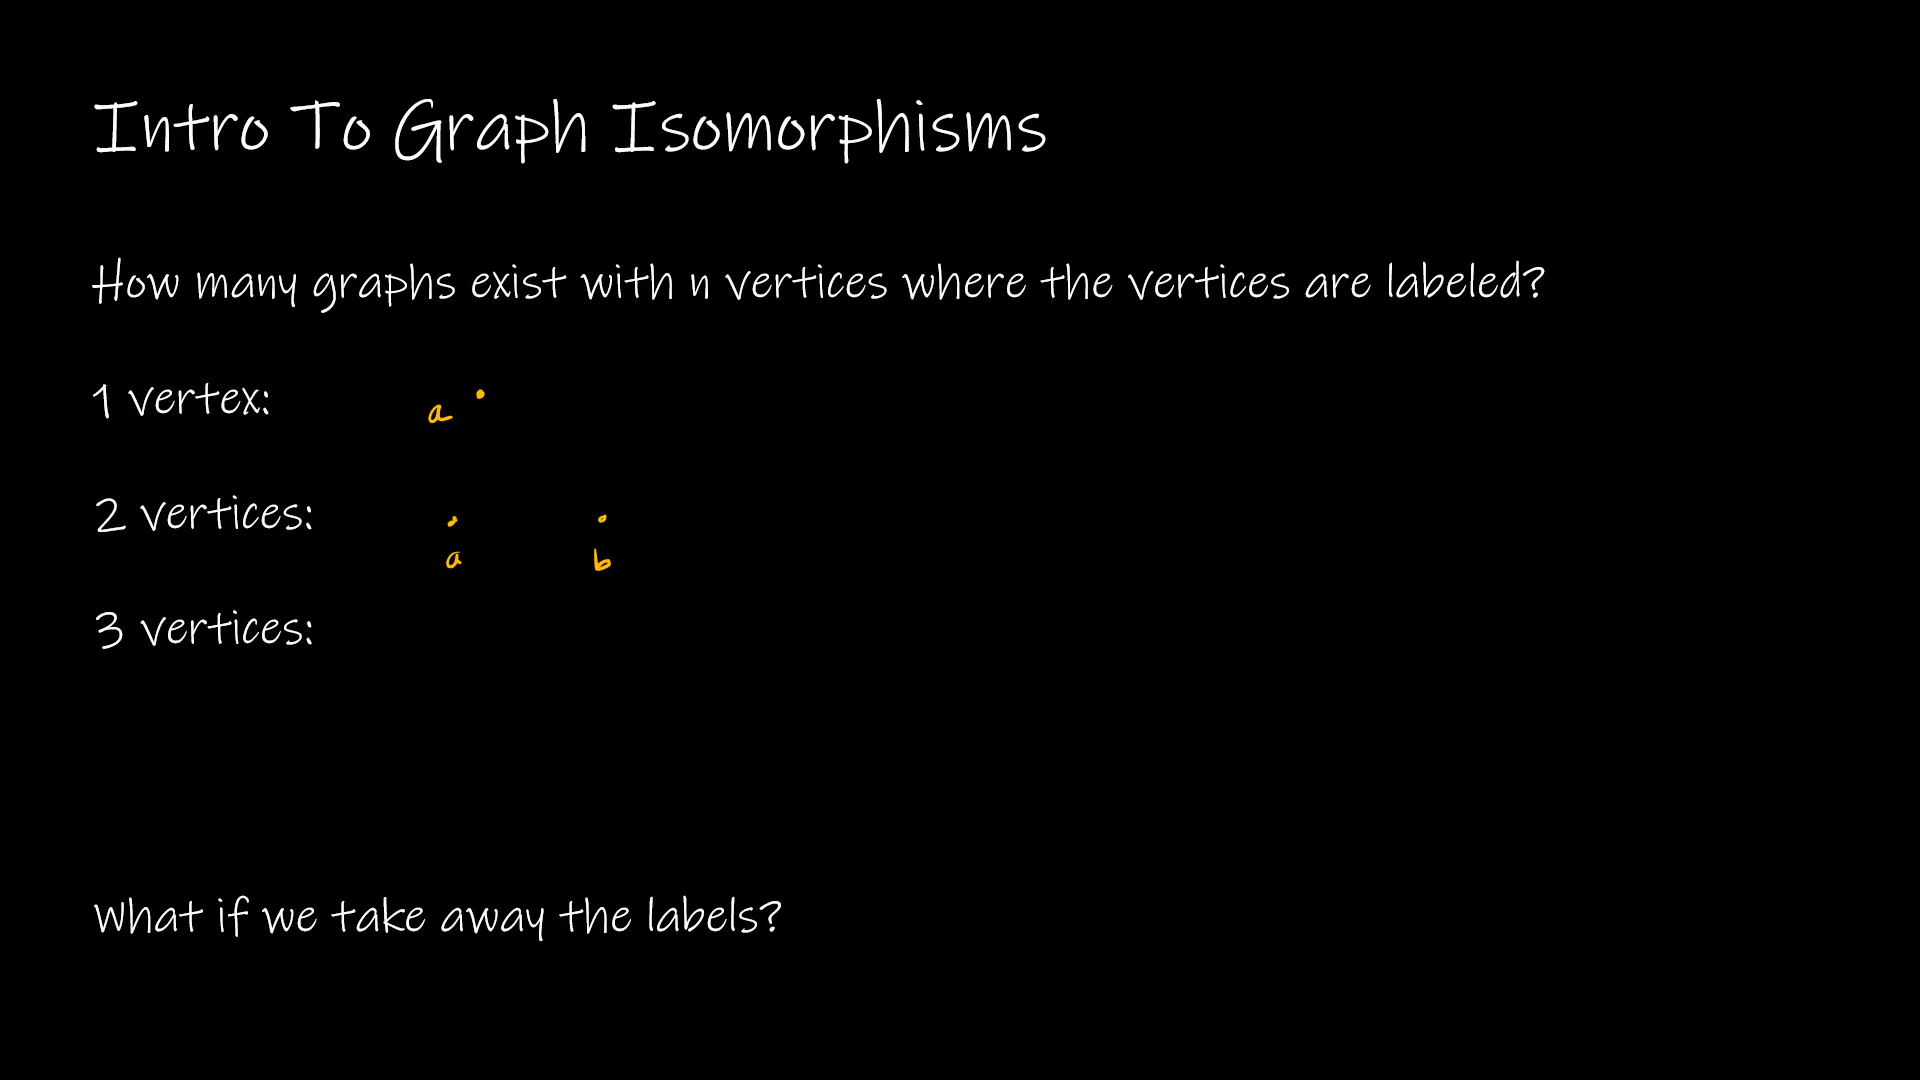 Intro To Graph Isomorphisms
How many graphs exist with n vertices where the vertices are labeled?
1 vertex:
a
2 vertices:
a b
3 vertices:
What if we take away the labels?